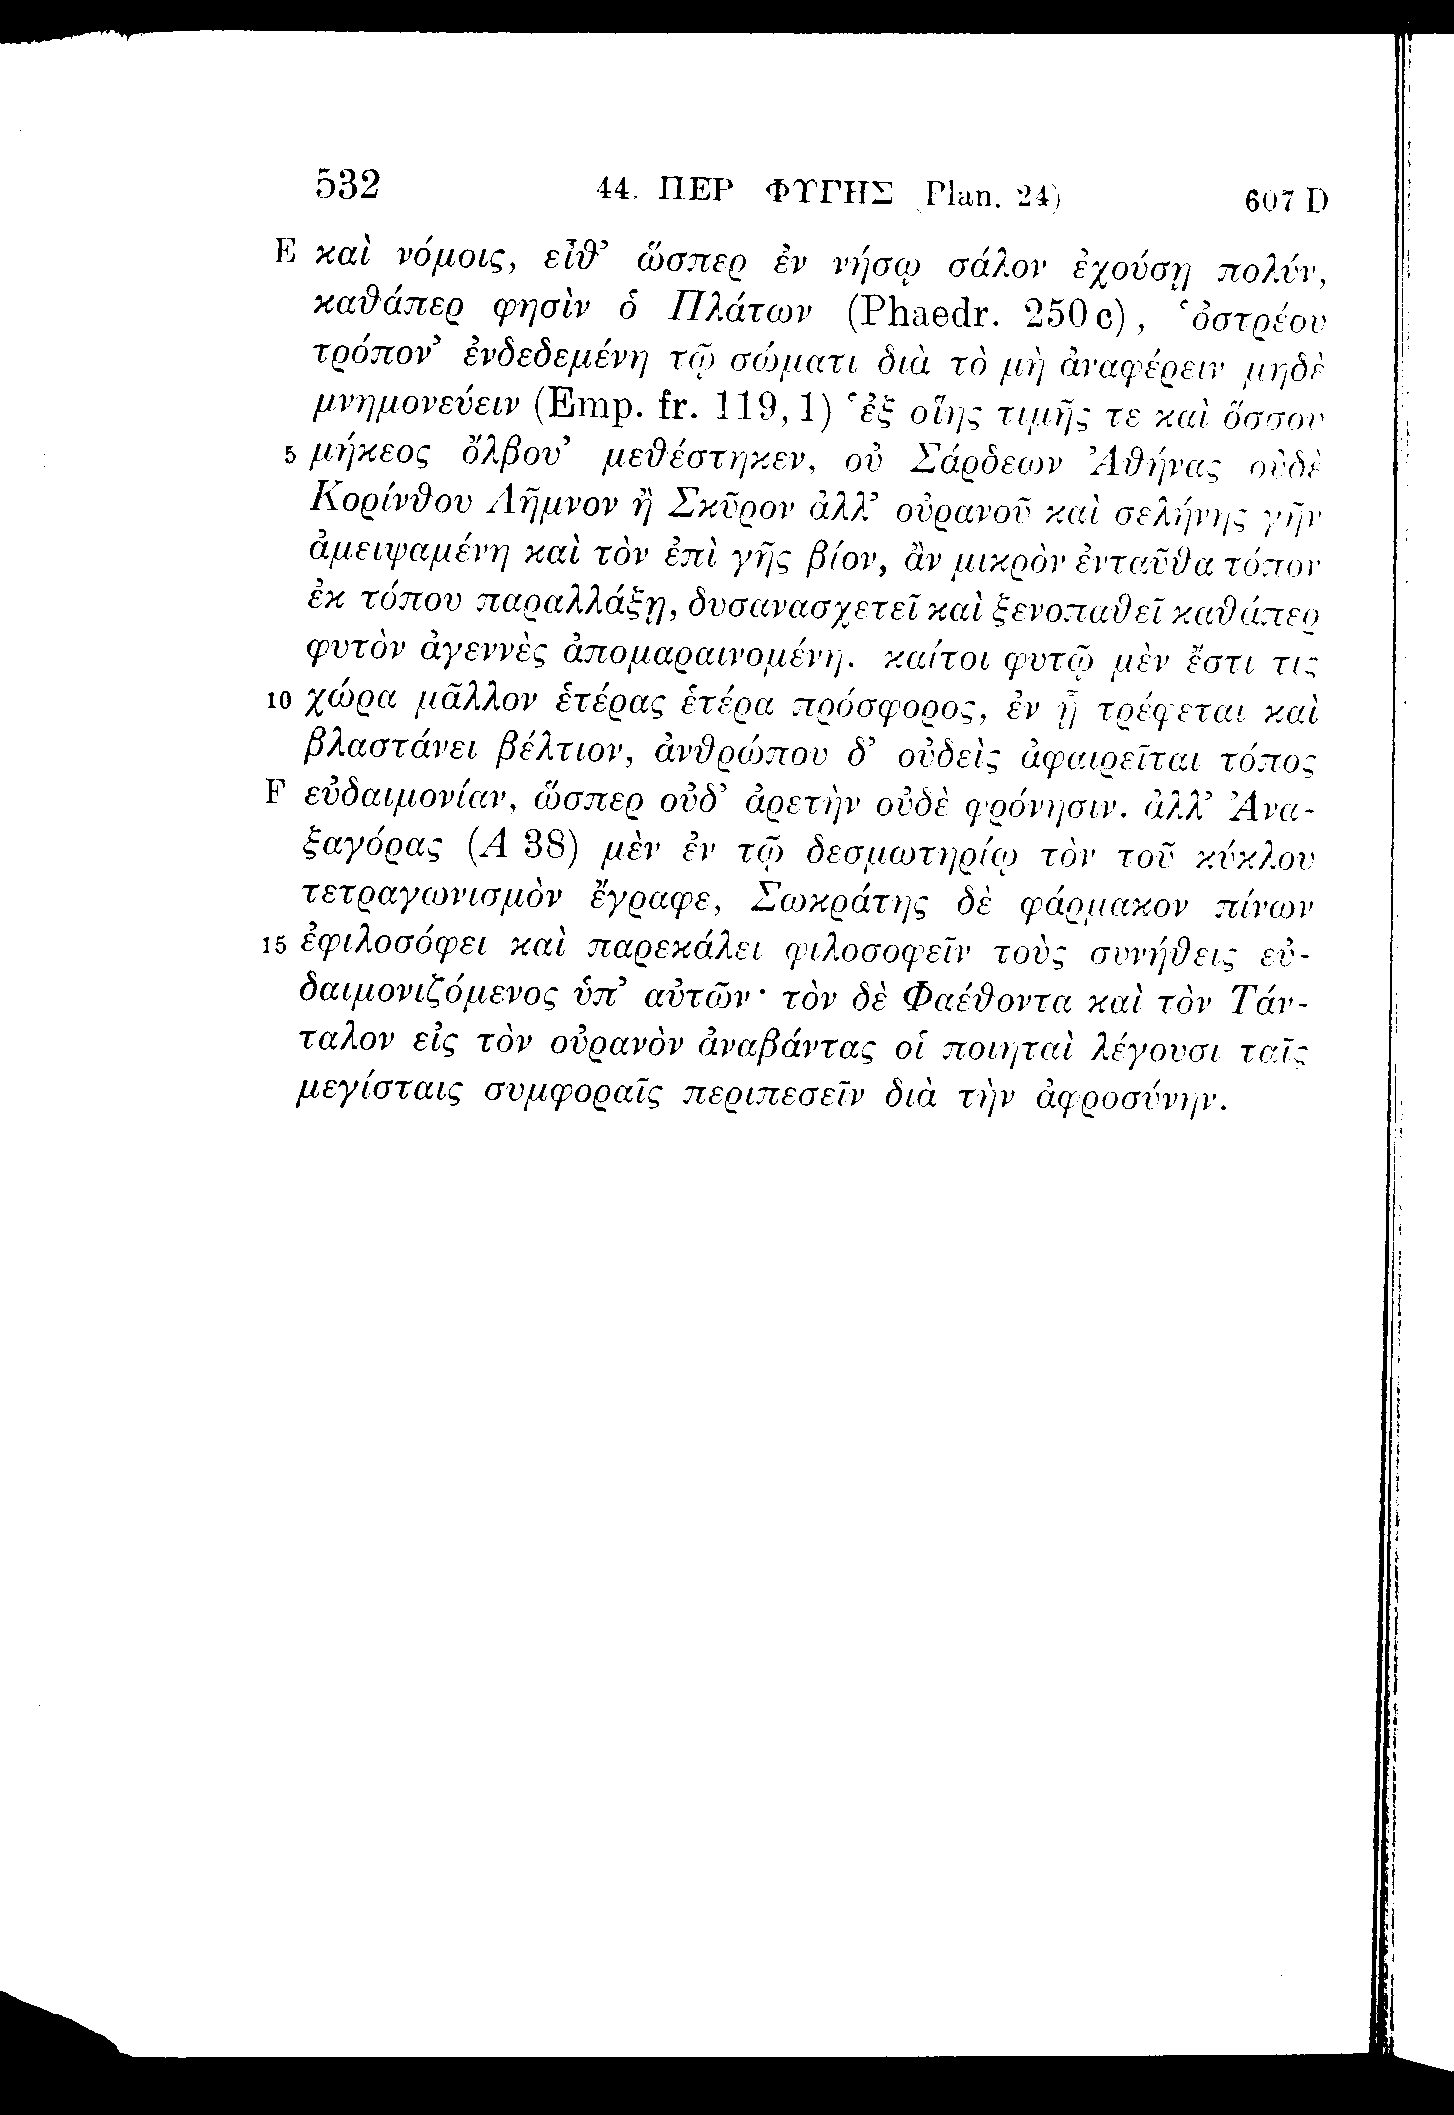 532 44. ΠΕΡ ΦΥΓΗΣ Plan. 24) 607 D
E καὶ νόμοις, εἶθ’ ὥσπερ ἐν νήσῳ σάλον ἐχούσῃ πολύν,
καθάπερ φησὶν ὁ Πλάτων (Phaedr. 250c), ‘ὀστρέου
τρόπον’ ἐνδεδεμένη τῷ σώματι διὰ τὸ μὴ ἀναφέρειν μηδὲ
μνημονεύειν (Emp. fr. 119,1) ‘ἐξ οἵης τιμῆς τε καὶ ὅσσου
5 μήκεος ὄλβου’ μεθέστηκεν, οὐ Σάρδεων Ἀθήνας οὐδὲ
Κορίνθου Λῆμνον ἢ Σκῦρον ἀλλ’ οὐρανοῦ καὶ σελήνης γῆν
ἀμειψαμένη καὶ τὸν ἐπὶ γῆς βίον, ἂν μικρὸν ἐνταῦθα τόπον
ἐκ τόπου παραλλάξῃ, δυσανασχετεῖ καὶ ξενοπαθεῖ καθάπερ
φυτὸν ἀγεννὲς ἀπομαραινομένη. καίτοι φυτῷ μὲν ἔστι τις
10 χώρα μᾶλλον ἑτέρας ἑτέρα πρόσφορος, ἐν ᾗ τρέφεται καὶ
βλαστάνει βέλτιον, ἀνθρώπου δ’ οὐδεὶς ἀφαιρεῖται τόπος
F εὐδαιμονίαν, ὥσπερ οὐδ’ ἀρετὴν οὐδὲ φρόνησιν. ἀλλ’ Ἀνα-
ξαγόρας (A 38) μὲν ἐν τῷ δεσμωτηρίῳ τὸν τοῦ κύκλου
τετραγωνισμὸν ἔγραφε, Σωκράτης δὲ φάρμακον πίνων
15 ἐφιλοσόφει καὶ παρεκάλει φιλοσοφεῖν τοὺς συνήθεις εὐ-
δαιμονιζόμενος ὑπ’ αὐτῶν· τὸν δὲ Φαέθοντα καὶ τὸν Τάν-
ταλον εἰς τὸν οὐρανὸν ἀναβάντας οἱ ποιηταὶ λέγουσι ταῖς
μεγίσταις συμφοραῖς περιπεσεῖν διὰ τὴν ἀφροσύνην.